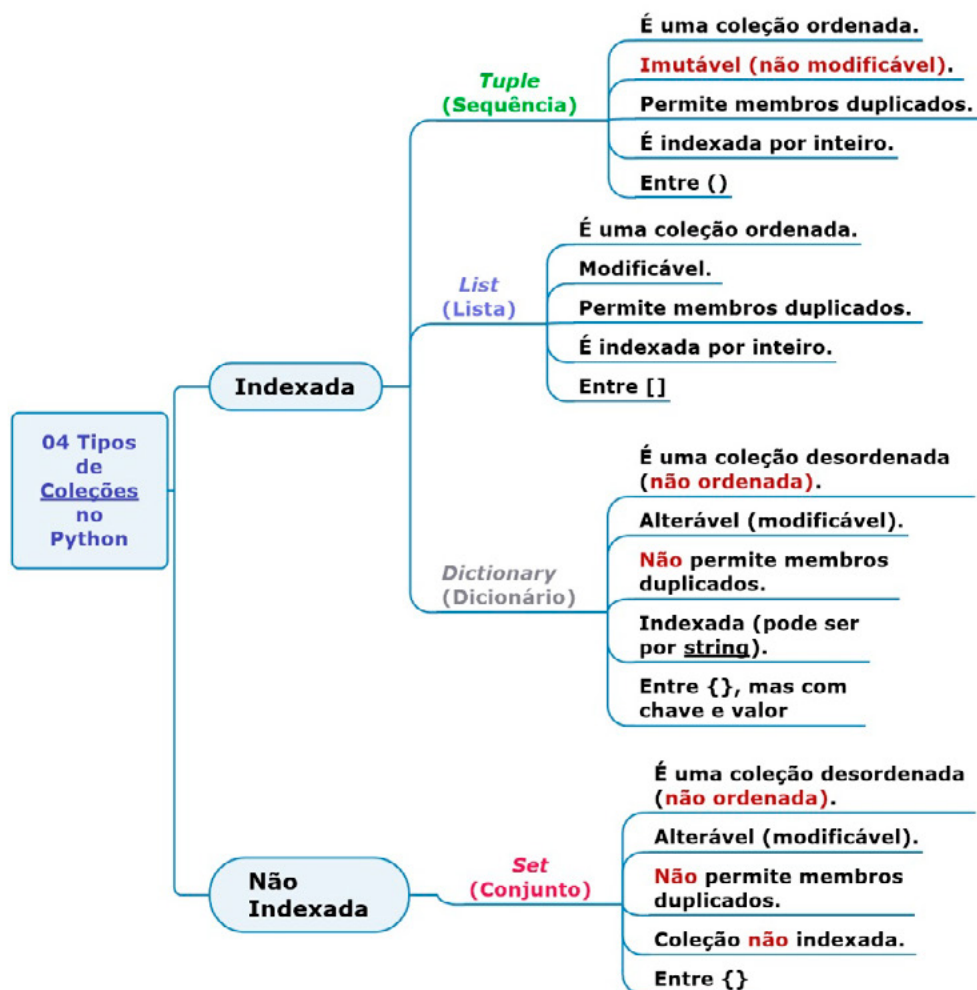 04 Tipos
de
Coleções
no
Python
Indexada
Tuple
(Sequência)
É uma coleção ordenada.
Imutável (não modificável).
Permite membros duplicados.
É indexada por inteiro.
Entre ()
List
(Lista)
É uma coleção ordenada.
Modificável.
Permite membros duplicados.
É indexada por inteiro.
Entre []
Dictionary
(Dicionário)
É uma coleção desordenada
(não ordenada).
Alterável (modificável).
Não permite membros
duplicados.
Indexada (pode ser
por string).
Entre {}, mas com
chave e valor
Não
Indexada
Set
(Conjunto)
É uma coleção desordenada
(não ordenada).
Alterável (modificável).
Não permite membros
duplicados.
Coleção não indexada.
Entre {}